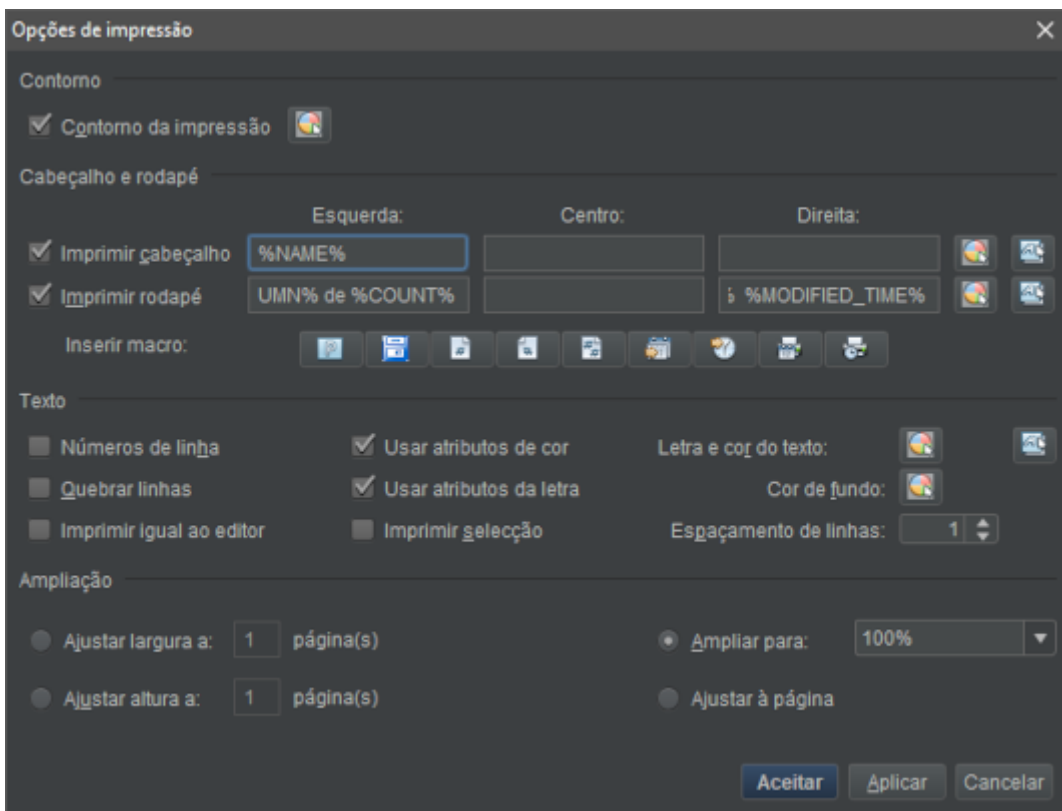 Opções de impressão
Contorno
Contorno da impressão
Cabeçalho e rodapé
Esquerda: Centro: Direita:
Imprimir cabeçalho %NAME%
Imprimir rodapé UMN% de %COUNT% %MODIFIED_TIME%
Inserir macro:
Texto
Números de linha Usar atributos de cor Letra e cor do texto:
Quebrar linhas Usar atributos da letra Cor de fundo:
Imprimir igual ao editor Imprimir selecção Espaçamento de linhas: 1
Ampliação
Ajustar largura a: 1 página(s) Ampliar para: 100%
Ajustar altura a: 1 página(s) Ajustar à página
Aceitar Aplicar Cancelar